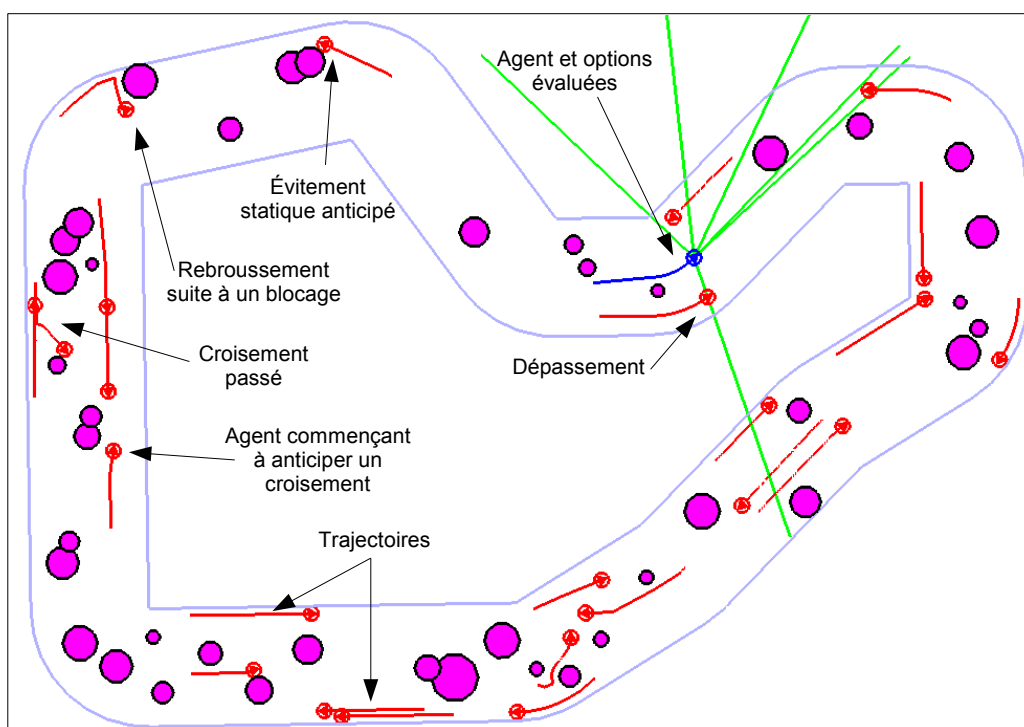 Agent et options
évaluées
Évitement
statique anticipé
Rebroussement
suite à un blocage
Croisement
passé
Dépassement
Agent commençant
à anticiper un
croisement
Trajectoires